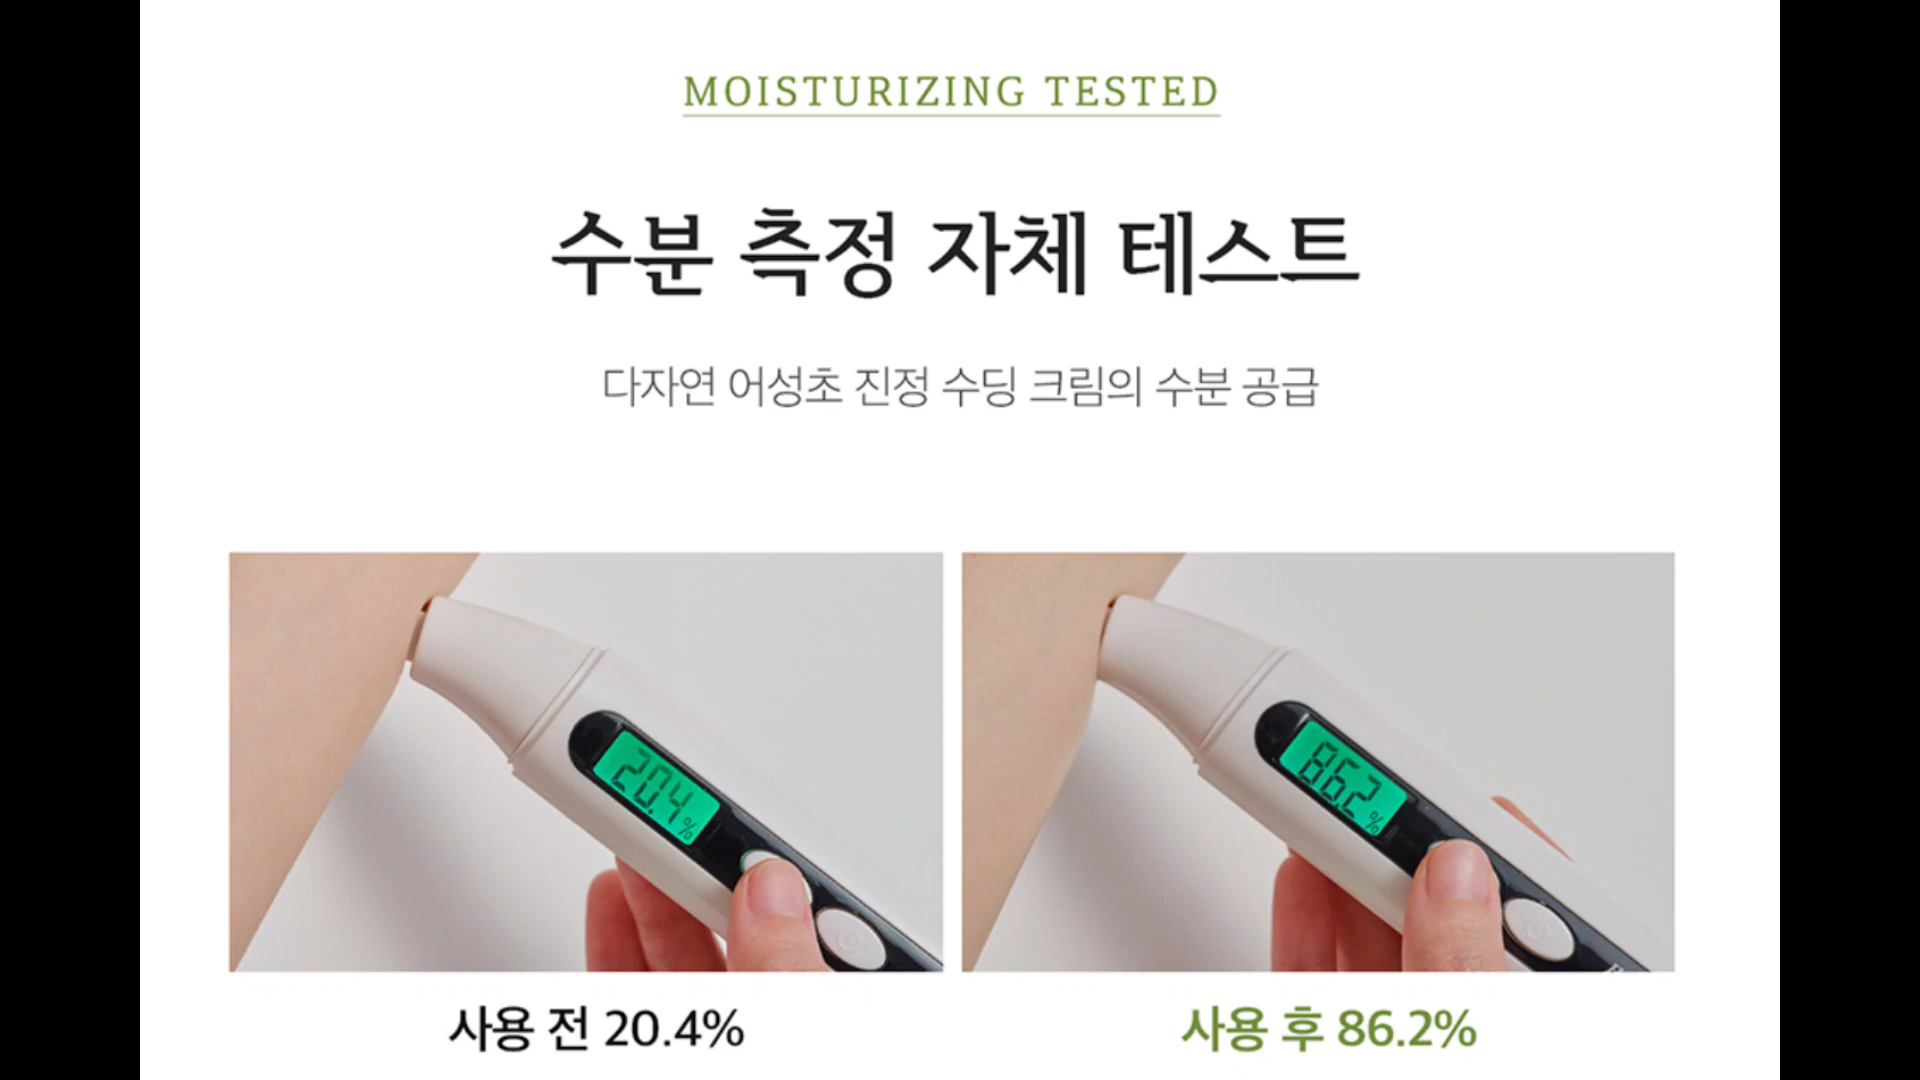 MOISTURIZING TESTED
수분 측정 자체 테스트
다자연 어성초 진정 수딩 크림의 수분 공급
20.4%
86.2%
사용 전 20.4%
사용 후 86.2%